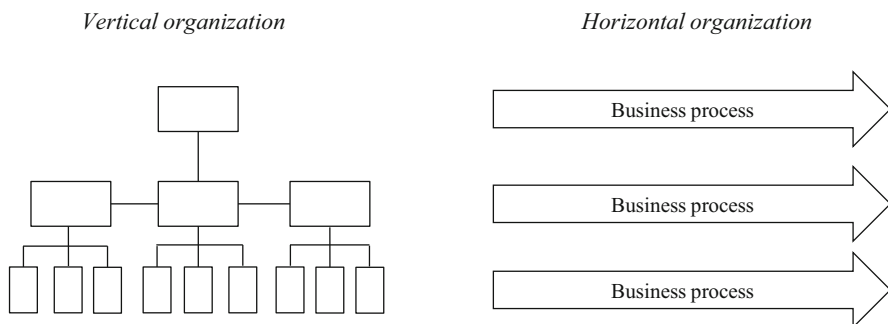 Vertical organization
Horizontal organization
Business process
Business process
Business process